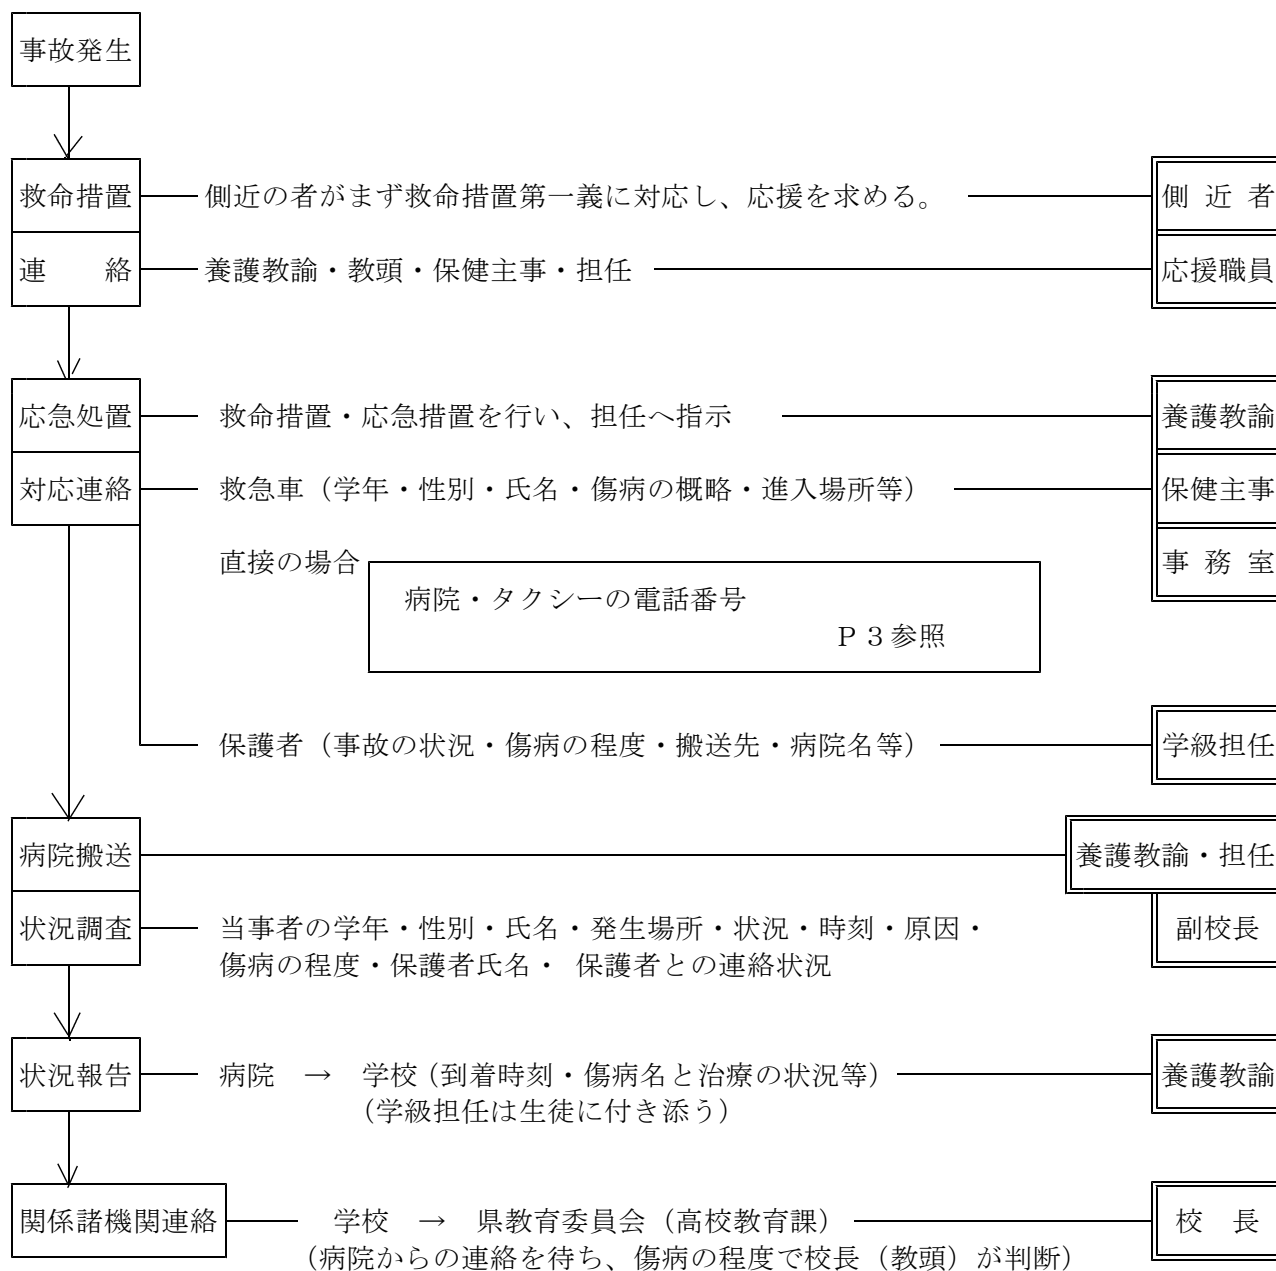 事故発生
救命措置 側近の者がまず救命措置第一義に対応し、応援を求める。 側 近 者
連　　絡 養護教諭・教頭・保健主事・担任 応援職員
応急処置 救命措置・応急措置を行い、担任へ指示 養護教諭
対応連絡 救急車（学年・性別・氏名・傷病の概略・進入場所等） 保健主事
直接の場合 事 務 室
病院・タクシーの電話番号
Ｐ３参照
保護者（事故の状況・傷病の程度・搬送先・病院名等） 学級担任
病院搬送 養護教諭・担任
状況調査 当事者の学年・性別・氏名・発生場所・状況・時刻・原因・ 副校長
傷病の程度・保護者氏名・ 保護者との連絡状況
状況報告 病院　→　学校（到着時刻・傷病名と治療の状況等） 養護教諭
（学級担任は生徒に付き添う）
関係諸機関連絡 学校　→　県教育委員会（高校教育課） 校　長
（病院からの連絡を待ち、傷病の程度で校長（教頭）が判断）